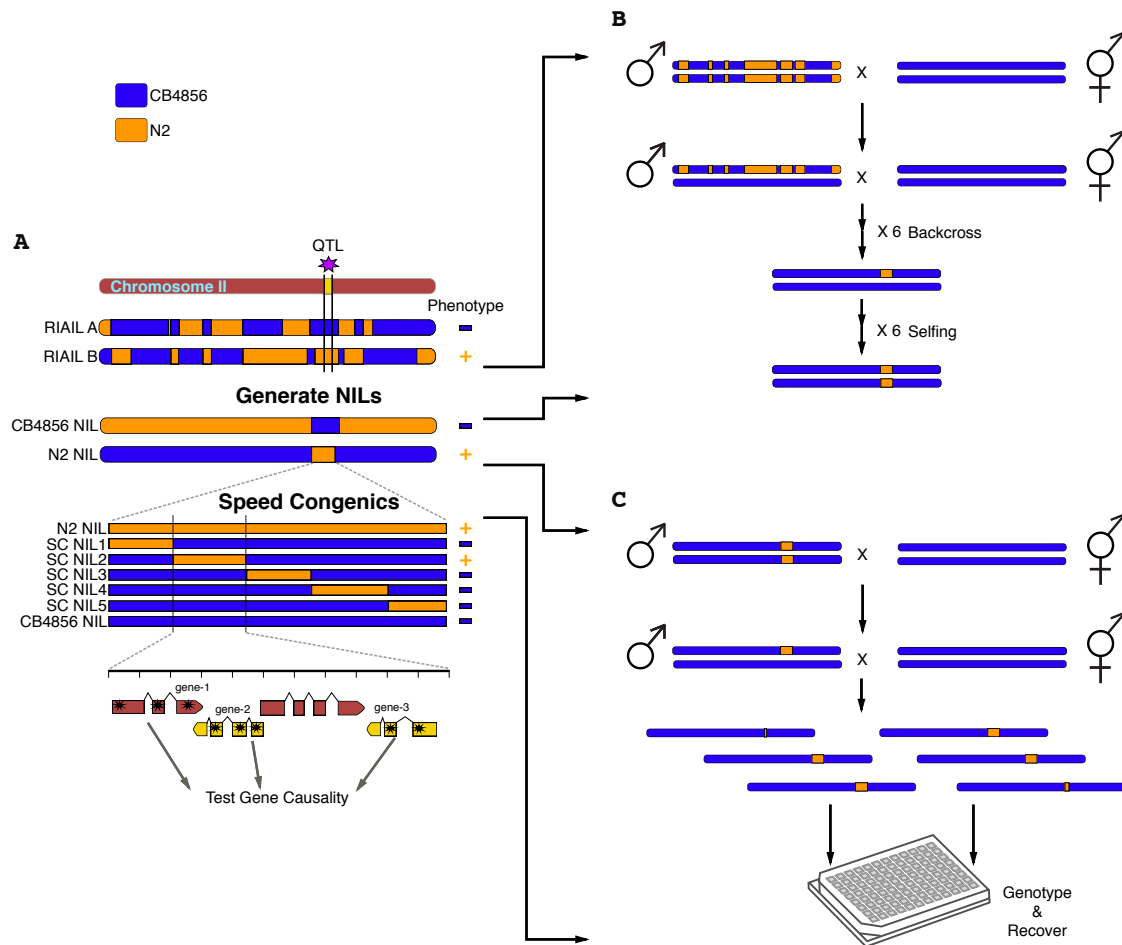 CB4856
N2
A
QTL
Chromosome II
Phenotype
RIAIL A
RIAIL B
+
Generate NILs
CB4856 NIL
N2 NIL
+
Speed Congenics
N2 NIL
+
SC NIL1
SC NIL2
+
SC NIL3
SC NIL4
SC NIL5
CB4856 NIL
gene-1
gene-2
gene-3
Test Gene Causality
B
X
X
X 6 Backcross
X 6 Selfing
C
X
X
Genotype
&
Recover